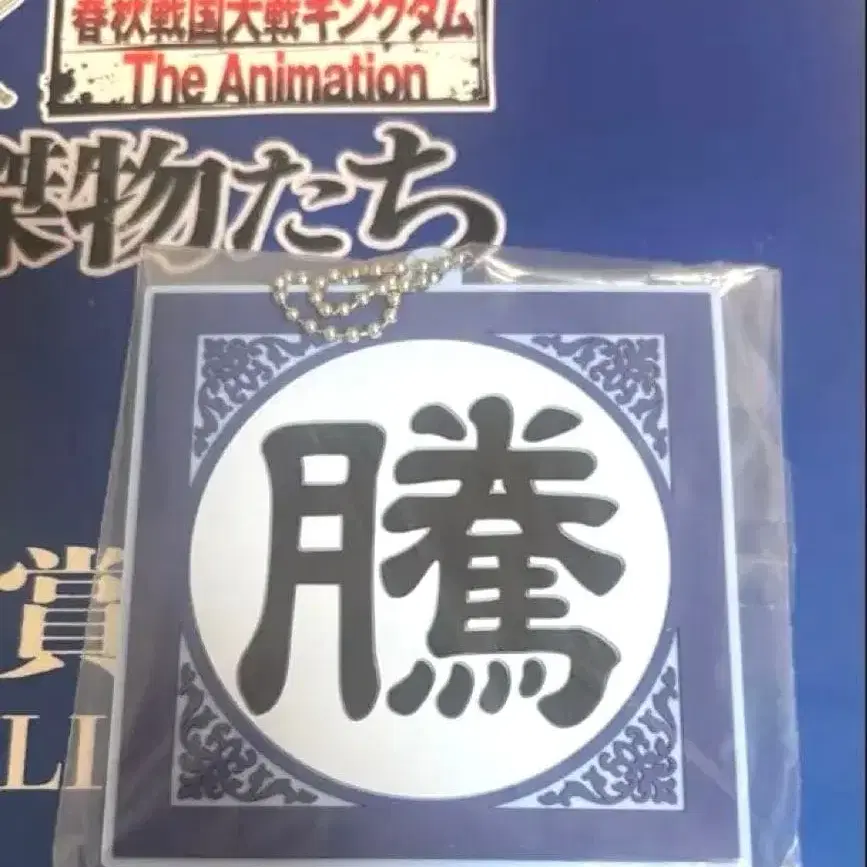 春秋戦国大戦キングダム
The Animation
傑物たち
騰
賞
LI